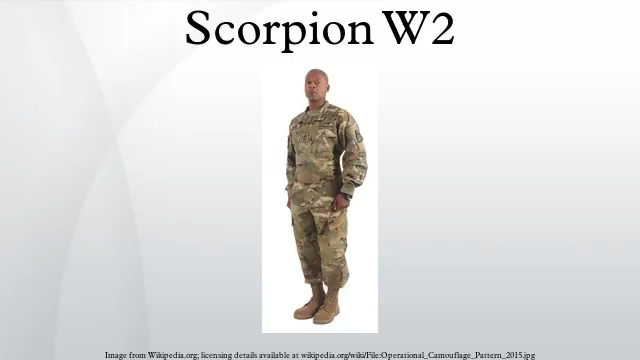 Scorpion W2
Image from Wikipedia.org; licensing details available at wikipedia.org/wiki/File:Operational_Camouflage_Pattern_2015.jpg